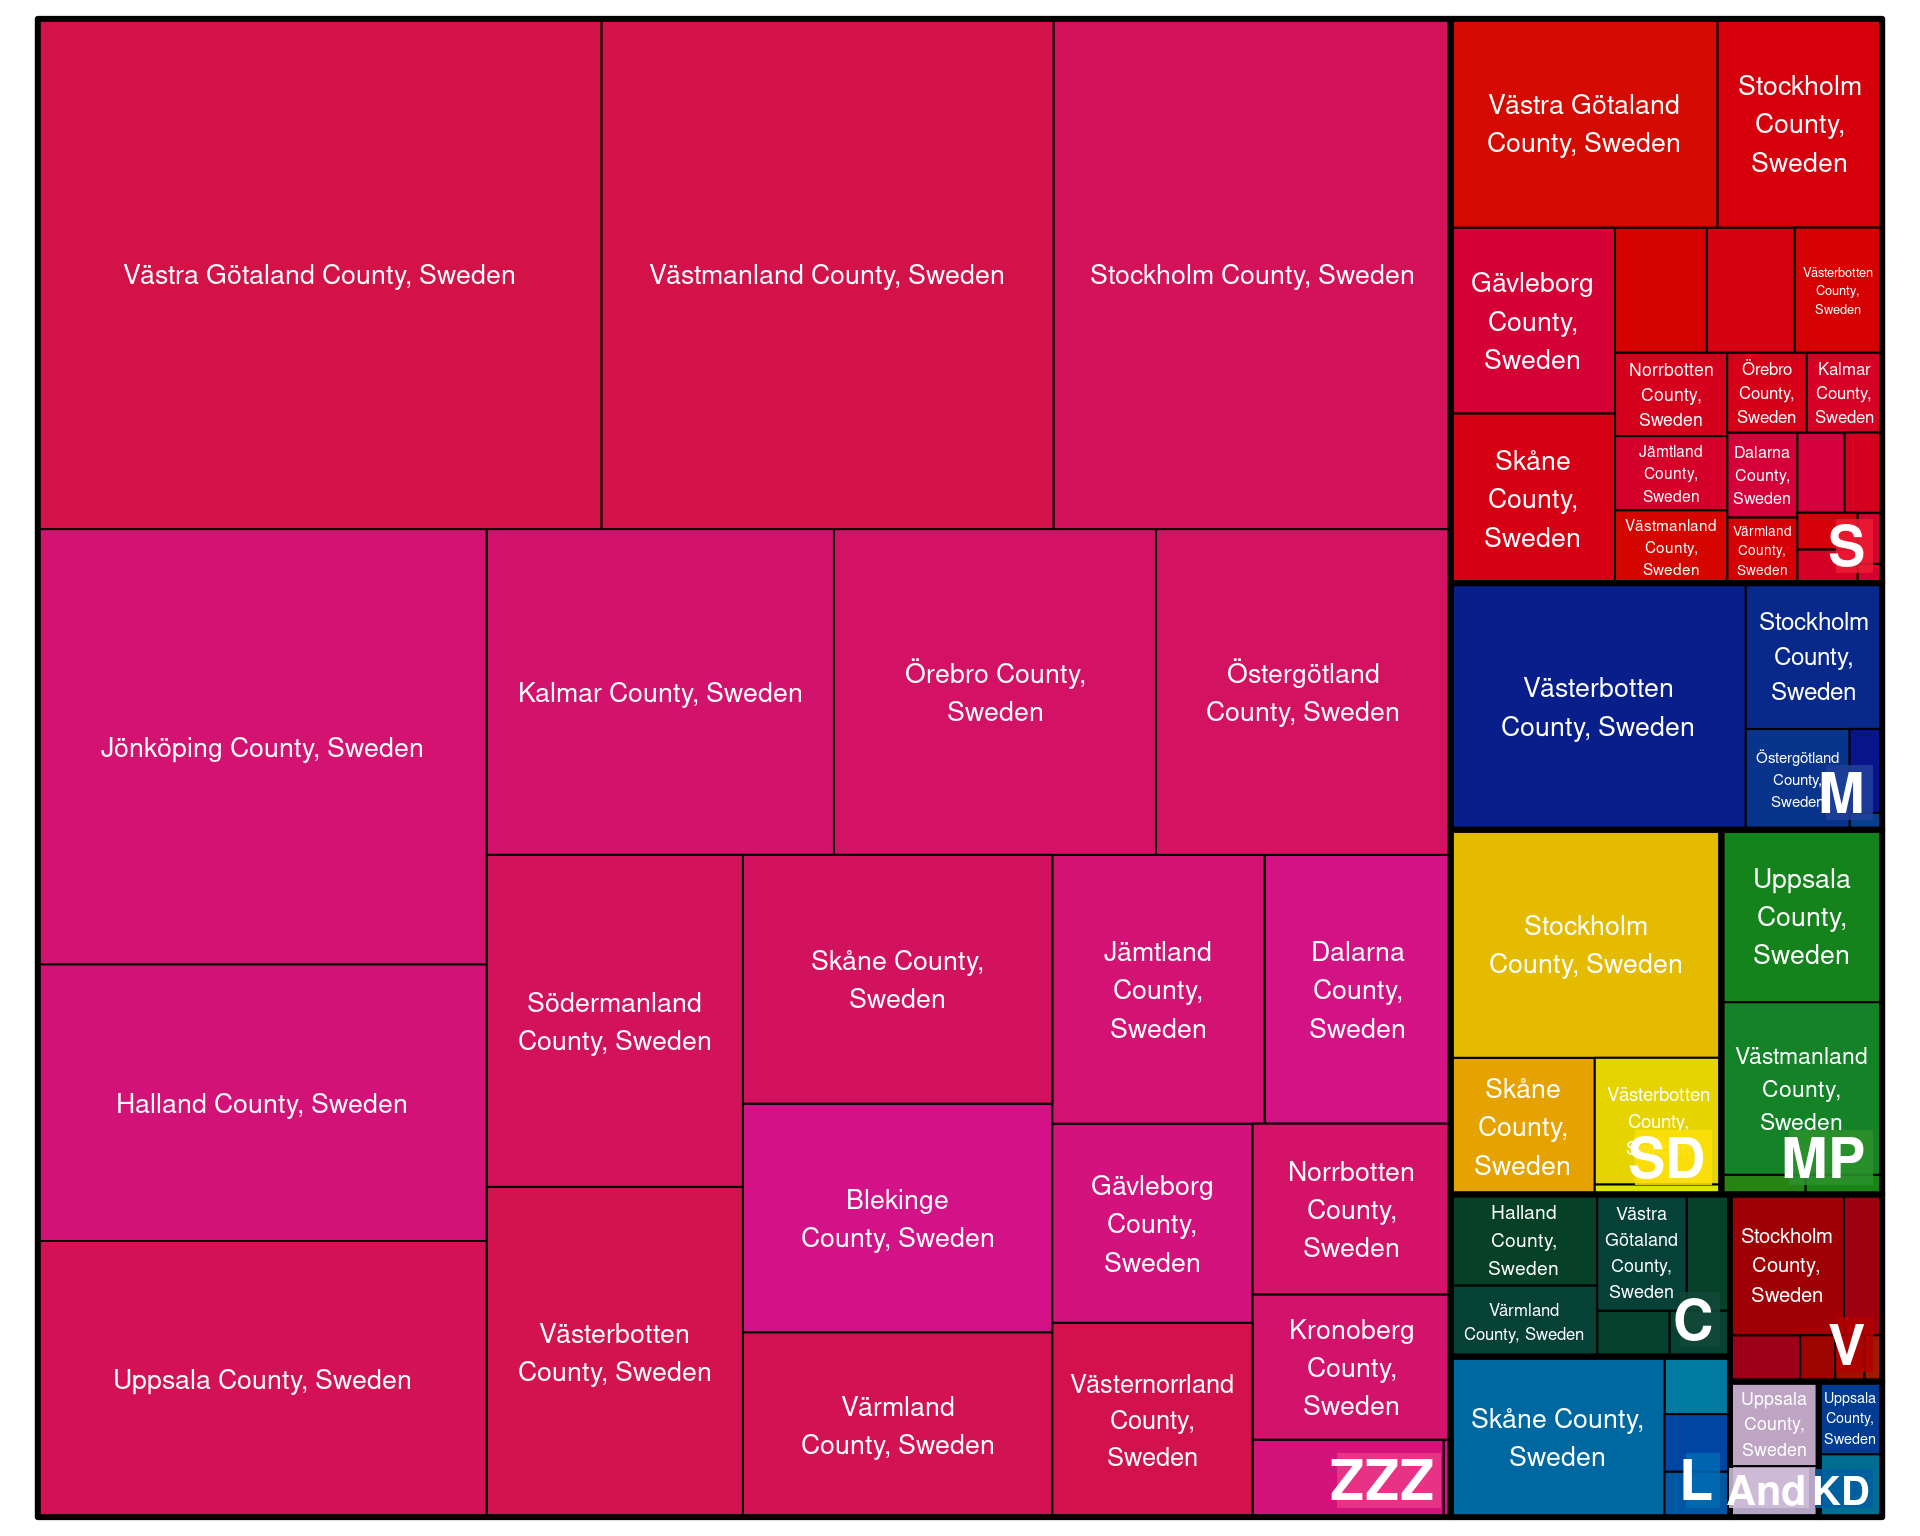 Västra Götaland County, Sweden
Västmanland County, Sweden
Stockholm County, Sweden
Jönköping County, Sweden
Kalmar County, Sweden
Örebro County,
Sweden
Östergötland
County, Sweden
Halland County, Sweden
Uppsala County, Sweden
Södermanland
County, Sweden
Västerbotten
County, Sweden
Skåne County,
Sweden
Blekinge
County, Sweden
Värmland
County, Sweden
Jämtland
County,
Sweden
Dalarna
County,
Sweden
Gävleborg
County,
Sweden
Norrbotten
County,
Sweden
Västernorrland
County,
Sweden
Kronoberg
County,
Sweden
ZZZ
Västra Götaland
County, Sweden
Stockholm
County,
Sweden
Gävleborg
County,
Sweden
Västerbotten
County,
Sweden
Skåne
County,
Sweden
Norrbotten
County,
Sweden
Örebro
County,
Sweden
Kalmar
County,
Sweden
Jämtland
County,
Sweden
Dalarna
County,
Sweden
Västmanland
County,
Sweden
Värmland
County,
Sweden
S
Västerbotten
County, Sweden
Stockholm
County,
Sweden
Östergötland
County,
Sweden
M
Stockholm
County, Sweden
Skåne
County,
Sweden
Västerbotten
County,
SD
Uppsala
County,
Sweden
Västmanland
County,
Sweden
MP
Halland
County,
Sweden
Västra
Götaland
County,
Sweden
Värmland
County, Sweden
C
Stockholm
County,
Sweden
V
Skåne County,
Sweden
L
Uppsala
County,
Sweden
And
Uppsala
County,
Sweden
KD